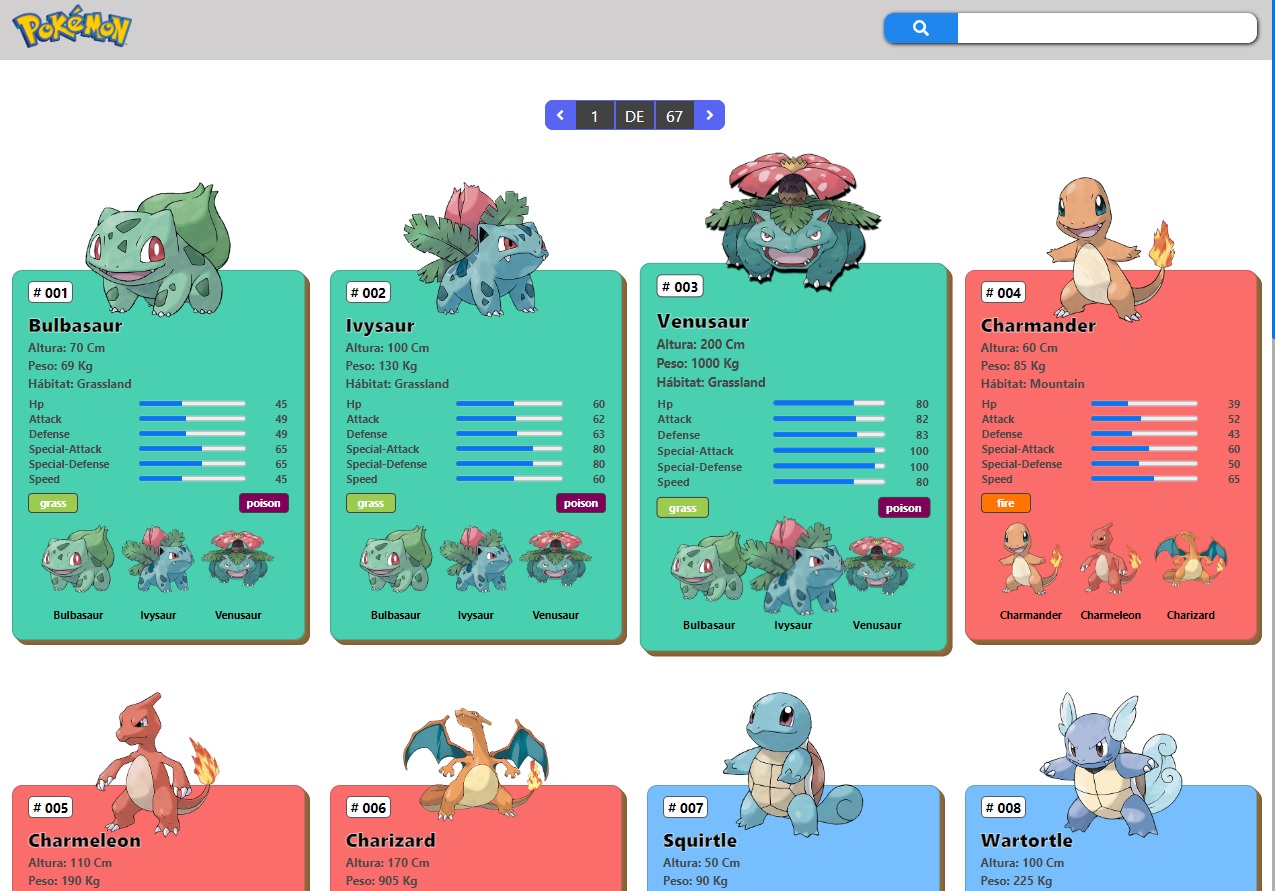 POKéMON
1 DE 67
# 001
Bulbasaur
Altura: 70 Cm
Peso: 69 Kg
Hábitat: Grassland
Hp 45
Attack 49
Defense 49
Special-Attack 65
Special-Defense 65
Speed 45
grass poison
Bulbasaur Ivysaur Venusaur
# 002
Ivysaur
Altura: 100 Cm
Peso: 130 Kg
Hábitat: Grassland
Hp 60
Attack 62
Defense 63
Special-Attack 80
Special-Defense 80
Speed 60
grass poison
Bulbasaur Ivysaur Venusaur
# 003
Venusaur
Altura: 200 Cm
Peso: 1000 Kg
Hábitat: Grassland
Hp 80
Attack 82
Defense 83
Special-Attack 100
Special-Defense 100
Speed 80
grass poison
Bulbasaur Ivysaur Venusaur
# 004
Charmander
Altura: 60 Cm
Peso: 85 Kg
Hábitat: Mountain
Hp 39
Attack 52
Defense 43
Special-Attack 60
Special-Defense 50
Speed 65
fire
Charmander Charmeleon Charizard
# 005
Charmeleon
Altura: 110 Cm
Peso: 190 Kg
# 006
Charizard
Altura: 170 Cm
Peso: 905 Kg
# 007
Squirtle
Altura: 50 Cm
Peso: 90 Kg
# 008
Wartortle
Altura: 100 Cm
Peso: 225 Kg